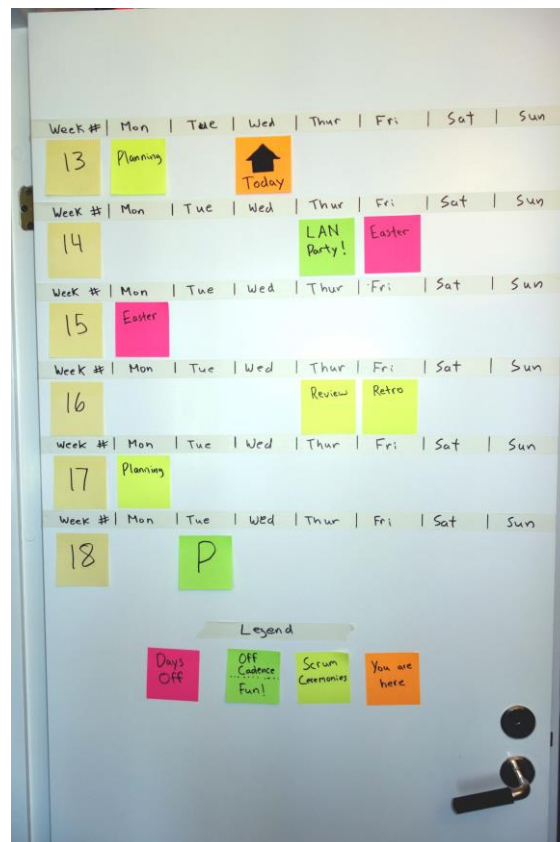 Week # | Mon | Tue | Wed | Thur | Fri | Sat | Sun
13 Planning Today
Week # | Mon | Tue | Wed | Thur | Fri | Sat | Sun
14 LAN Party! Easter
Week # | Mon | Tue | Wed | Thur | Fri | Sat | Sun
15 Easter
Week # | Mon | Tue | Wed | Thur | Fri | Sat | Sun
16 Review Retro
Week # | Mon | Tue | Wed | Thur | Fri | Sat | Sun
17 Planning
Week # | Mon | Tue | Wed | Thur | Fri | Sat | Sun
18 P
Legend
Days
Off
Off
Cadence
Fun!
Scrum
Ceremonies
You are
here